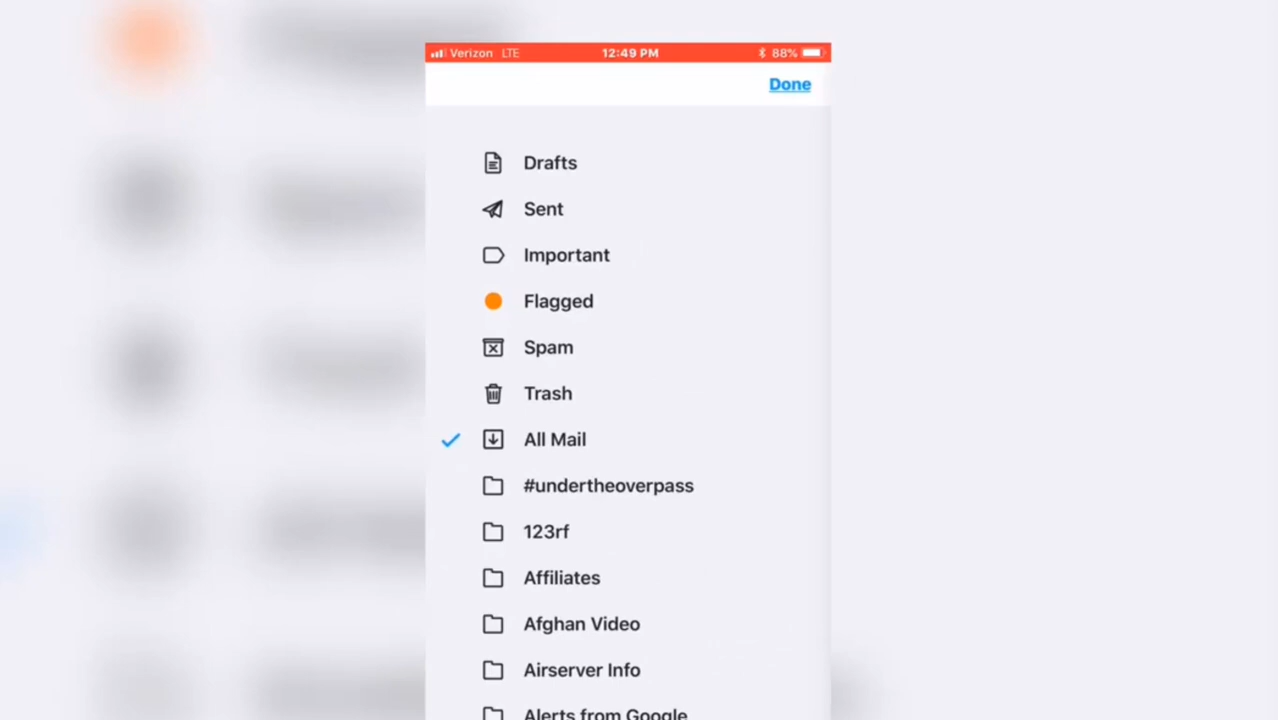 Verizon LTE 12:49 PM 88%
Done
Drafts
Sent
Important
Flagged
Spam
Trash
All Mail
#undertheoverpass
123rf
Affiliates
Afghan Video
Airserver Info
Alerts from Google